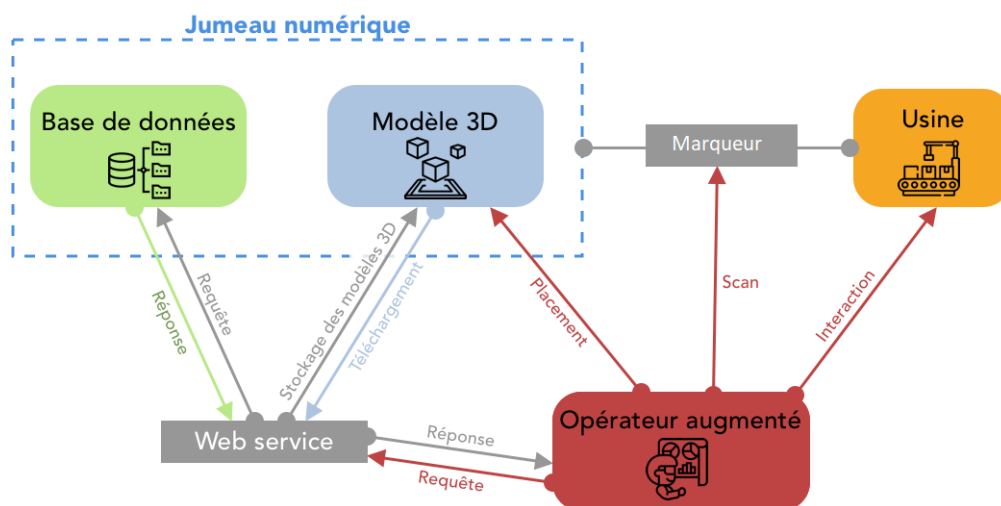 Jumeau numérique
Base de données
Modèle 3D
Marqueur
Usine
Réponse
Requête
Stockage des modèles 3D
Téléchargement
Placement
Scan
Interaction
Web service
Réponse
Requête
Opérateur augmenté